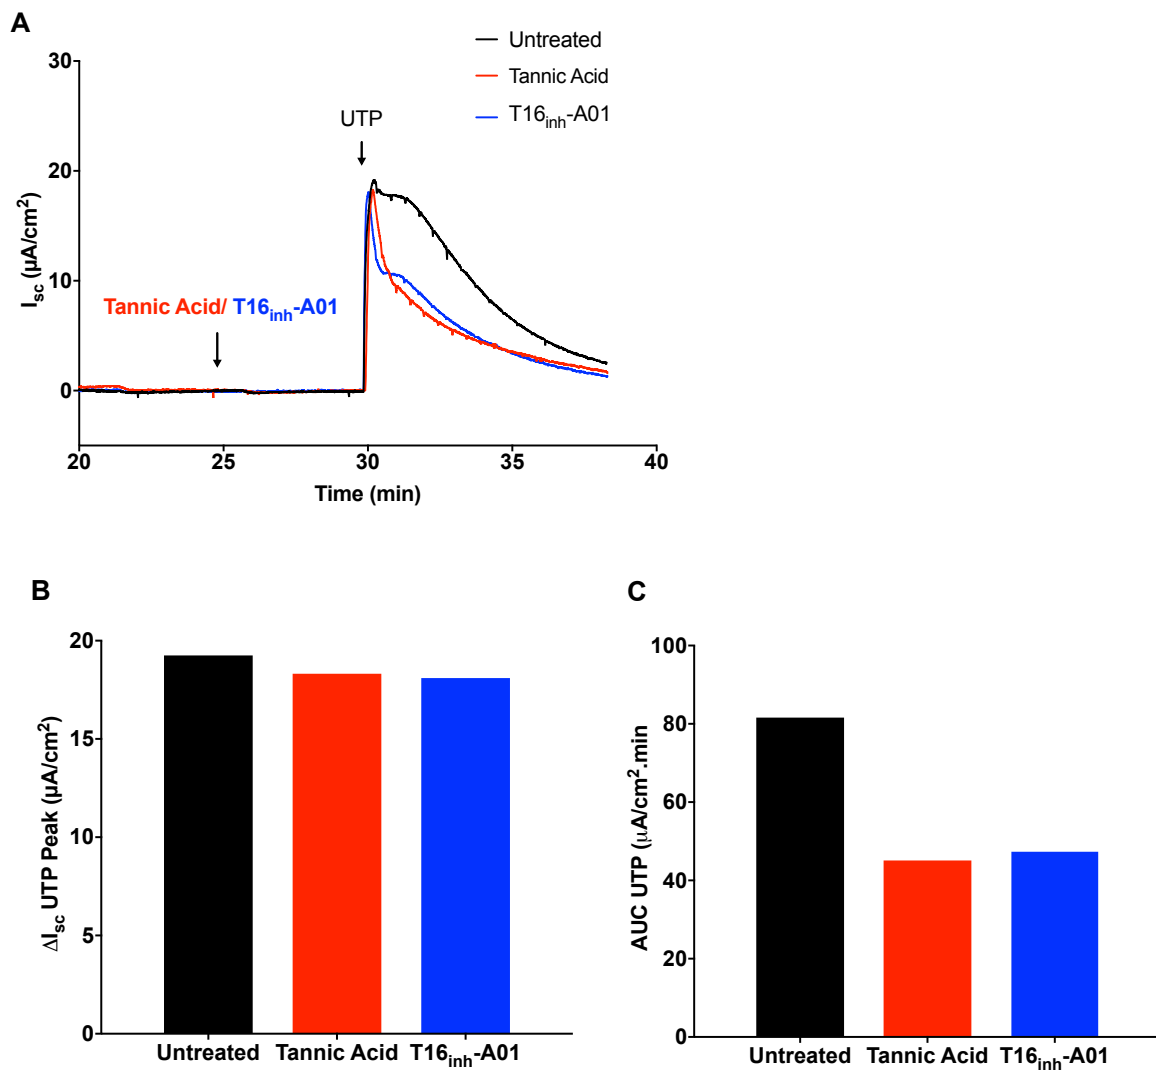 A
Untreated
Tannic Acid
T16inh-A01
30
20
10
0
Isc (µA/cm2)
UTP
Tannic Acid/ T16inh-A01
20 25 30 35 40
Time (min)
B
20
15
10
5
0
ΔIsc UTP Peak (µA/cm2)
Untreated Tannic Acid T16inh-A01
C
100
80
60
40
20
0
AUC UTP (µA/cm2.min
Untreated Tannic Acid T16inh-A01